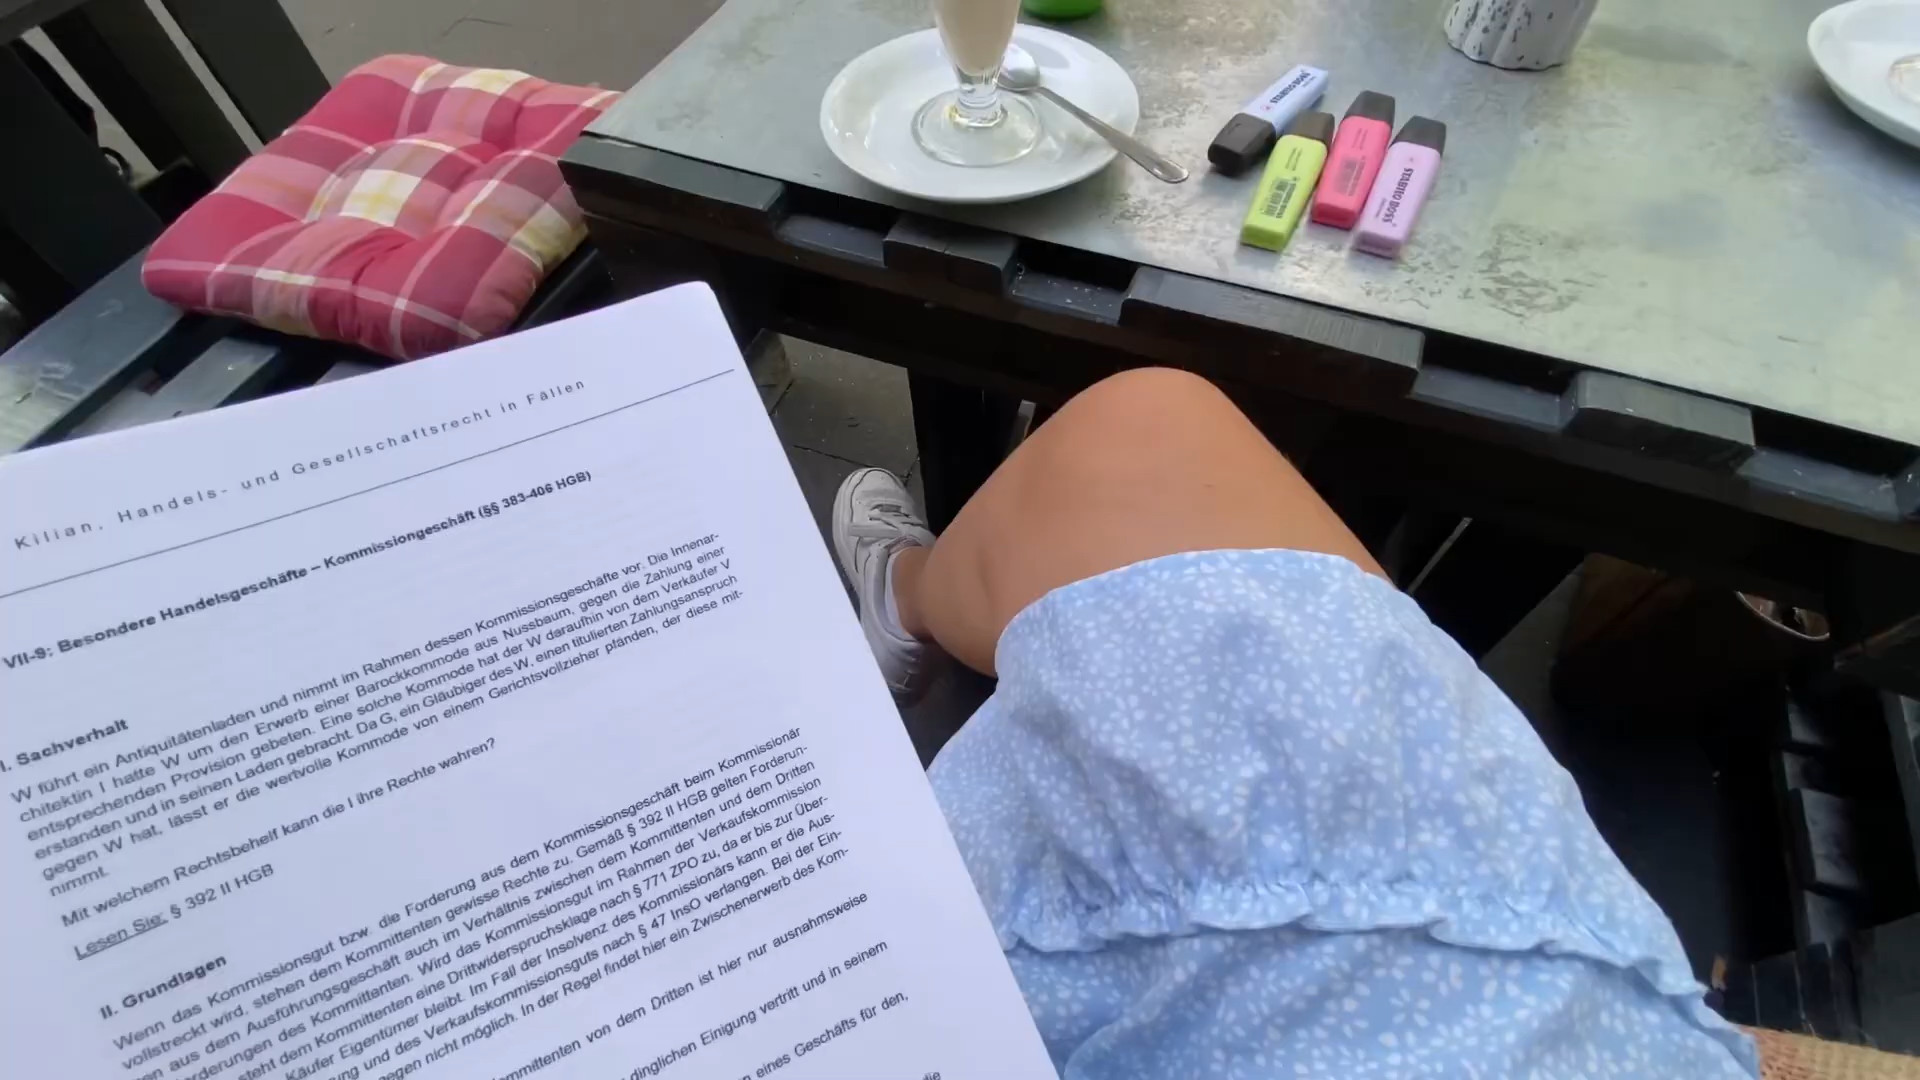 Kilian, Handels- und Gesellschaftsrecht in Fällen
VII-9: Besondere Handelsgeschäfte – Kommissiongeschäft (§§ 383-406 HGB)
I. Sachverhalt
W führt ein Antiquitätenladen und nimmt im Rahmen dessen Kommissionsgeschäfte vor. Die Innenar-
chitektin I hatte W um den Erwerb einer Barockkommode aus Nussbaum, gegen die Zahlung einer
entsprechenden Provision gebeten. Eine solche Kommode hat der W daraufhin von dem Verkäufer V
erstanden und in seinen Laden gebracht. Da G, ein Gläubiger des W, einen titulierten Zahlungsanspruch
gegen W hat, lässt er die wertvolle Kommode von einem Gerichtsvollzieher pfänden, der diese mit-
nimmt.
Mit welchem Rechtsbehelf kann die I ihre Rechte wahren?
Lesen Sie: § 392 II HGB
II. Grundlagen
Wenn das Kommissionsgut bzw. die Forderung aus dem Kommissionsgeschäft beim Kommissionär
vollstreckt wird, stehen dem Kommittenten gewisse Rechte zu. Gemäß § 392 II HGB gelten Forderun-
gen aus dem Ausführungsgeschäft auch im Verhältnis zwischen dem Kommittenten und dem Dritten
orderungen des Kommittenten. Wird das Kommissionsgut im Rahmen der Verkaufskommission
steht dem Kommittenten eine Drittwiderspruchsklage nach § 771 ZPO zu, da er bis zur Über-
Käufer Eigentümer bleibt. Im Fall der Insolvenz des Kommissionärs kann er die Aus-
ung und des Verkaufskommissionsguts nach § 47 InsO verlangen. Bei der Ein-
gegen nicht möglich. In der Regel findet hier ein Zwischenerwerb des Kom-
ommittenten von dem Dritten ist hier nur ausnahmsweise
dinglichen Einigung vertritt und in seinem
eines Geschäfts für den,
die
STABILO BOSS
STABILO BOSS